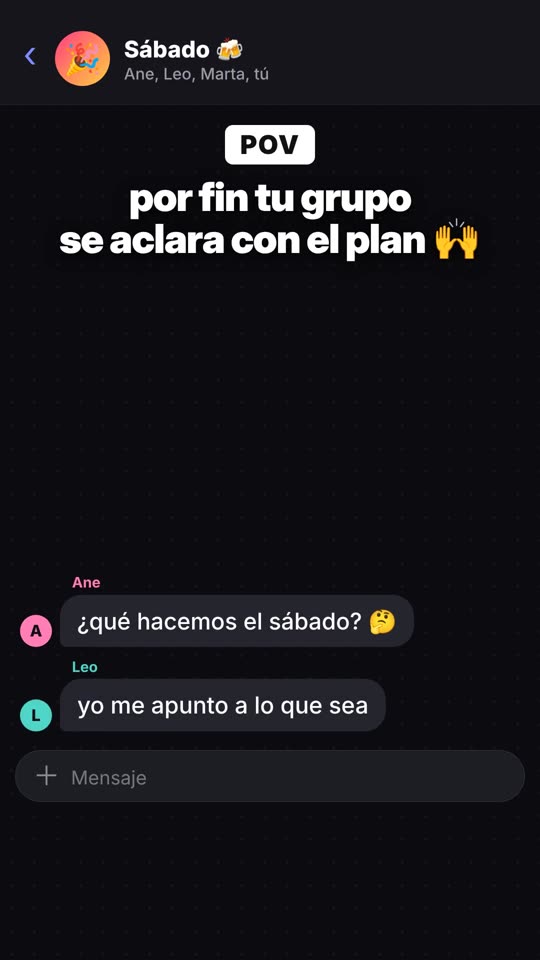 Sábado 🍻
Ane, Leo, Marta, tú
POV
por fin tu grupo
se aclara con el plan 🙌
Ane
A
¿qué hacemos el sábado? 🤔
Leo
L
yo me apunto a lo que sea
Mensaje